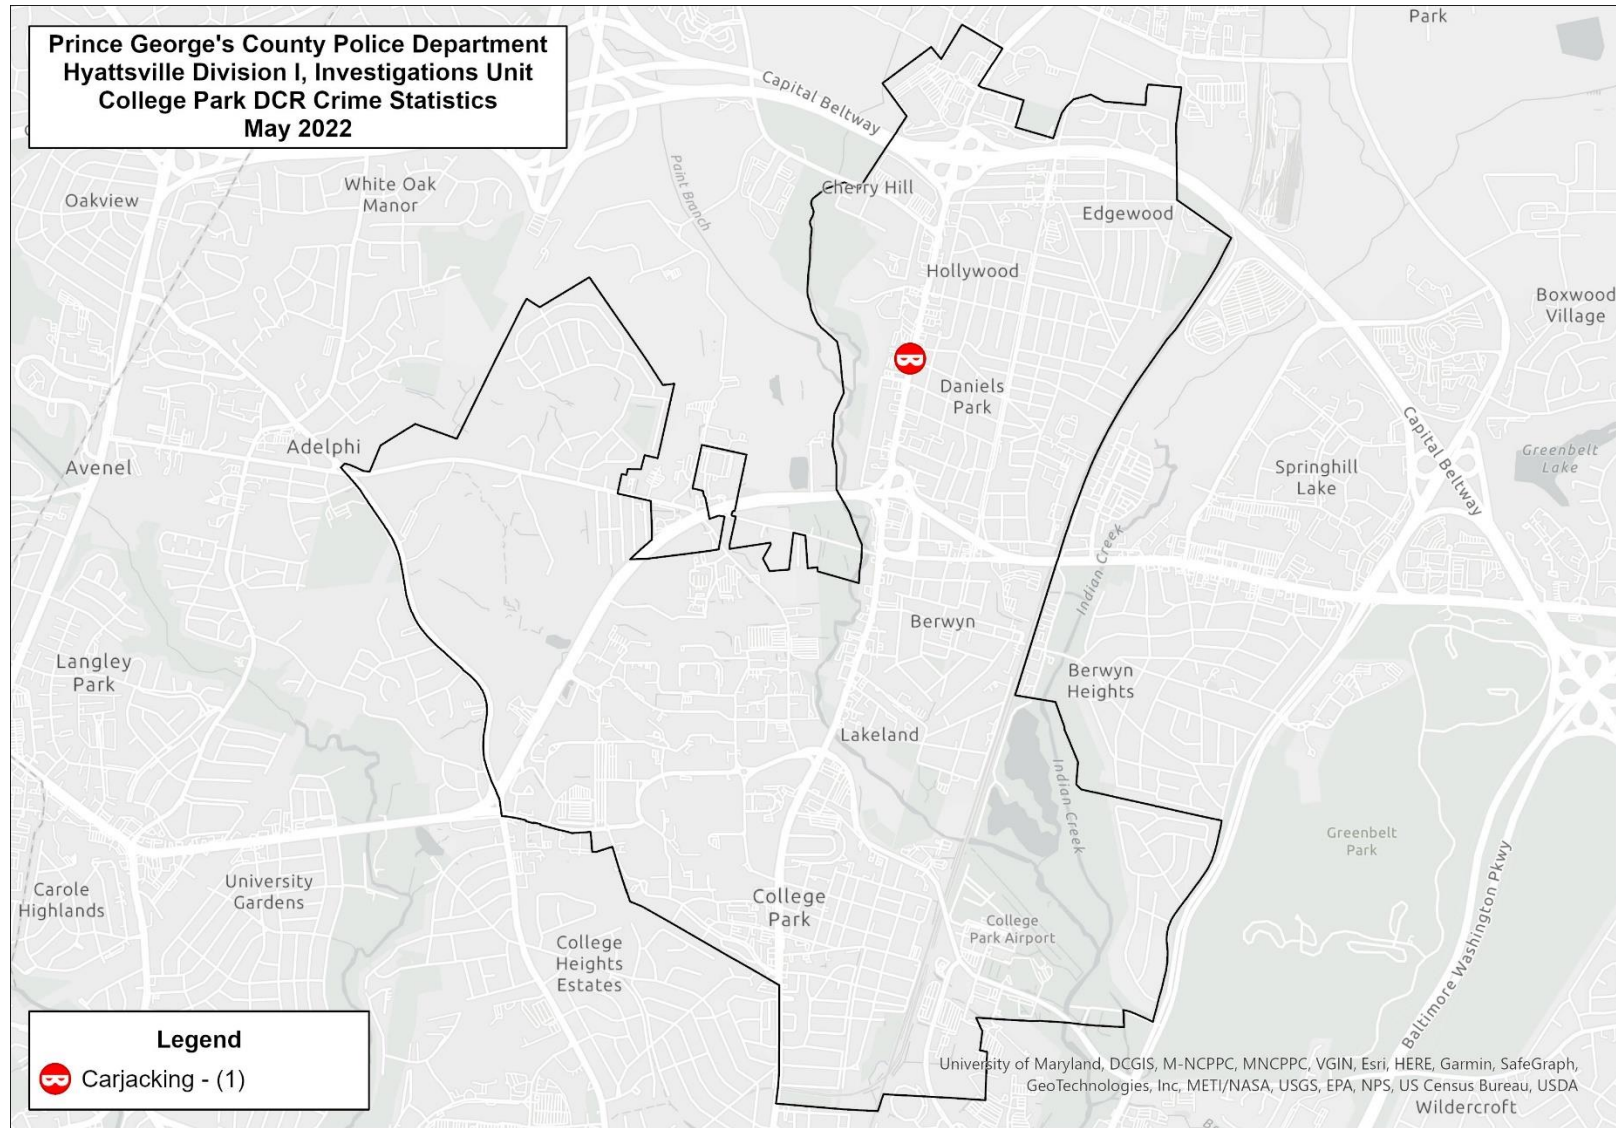 Prince George's County Police Department
Hyattsville Division I, Investigations Unit
College Park DCR Crime Statistics
May 2022
Park
Capital Beltway
Paint Branch
White Oak
Manor
Oakview
Cherry Hill
Edgewood
Hollywood
Boxwood
Village
Daniels
Park
Adelphi
Avenel
Capital Beltway
Springhill
Lake
Greenbelt
Lake
Indian Creek
Berwyn
Langley
Park
Berwyn
Heights
Lakeland
Indian Creek
Greenbelt
Park
Carole
Highlands
University
Gardens
College
Park
College
Park Airport
Baltimore Washington Pkwy
College
Heights
Estates
Legend
Carjacking - (1)
University of Maryland, DCGIS, M-NCPPC, MNCPPC, VGIN, Esri, HERE, Garmin, SafeGraph,
GeoTechnologies, Inc, METI/NASA, USGS, EPA, NPS, US Census Bureau, USDA
Wildercroft